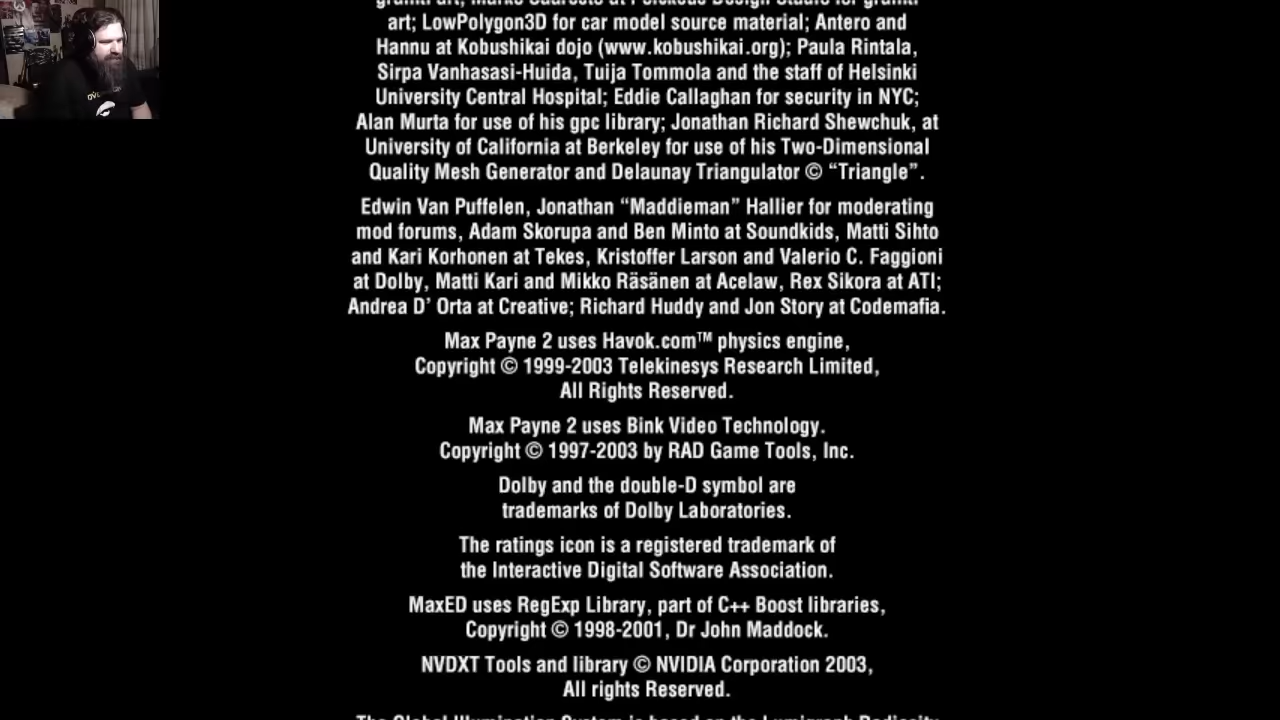 art; LowPolygon3D for car model source material; Antero and
Hannu at Kobushikai dojo (www.kobushikai.org); Paula Rintala,
Sirpa Vanhasasi-Huida, Tuija Tommola and the staff of Helsinki
University Central Hospital; Eddie Callaghan for security in NYC;
Alan Murta for use of his gpc library; Jonathan Richard Shewchuk, at
University of California at Berkeley for use of his Two-Dimensional
Quality Mesh Generator and Delaunay Triangulator © “Triangle”.
Edwin Van Puffelen, Jonathan “Maddieman” Hallier for moderating
mod forums, Adam Skorupa and Ben Minto at Soundkids, Matti Sihto
and Kari Korhonen at Tekes, Kristoffer Larson and Valerio C. Faggioni
at Dolby, Matti Kari and Mikko Räsänen at Acelaw, Rex Sikora at ATI;
Andrea D’ Orta at Creative; Richard Huddy and Jon Story at Codemafia.
Max Payne 2 uses Havok.com™ physics engine,
Copyright © 1999-2003 Telekinesys Research Limited,
All Rights Reserved.
Max Payne 2 uses Bink Video Technology.
Copyright © 1997-2003 by RAD Game Tools, Inc.
Dolby and the double-D symbol are
trademarks of Dolby Laboratories.
The ratings icon is a registered trademark of
the Interactive Digital Software Association.
MaxED uses RegExp Library, part of C++ Boost libraries,
Copyright © 1998-2001, Dr John Maddock.
NVDXT Tools and library © NVIDIA Corporation 2003,
All rights Reserved.
The Global Illumination System is based on the Lumigraph Radiosity